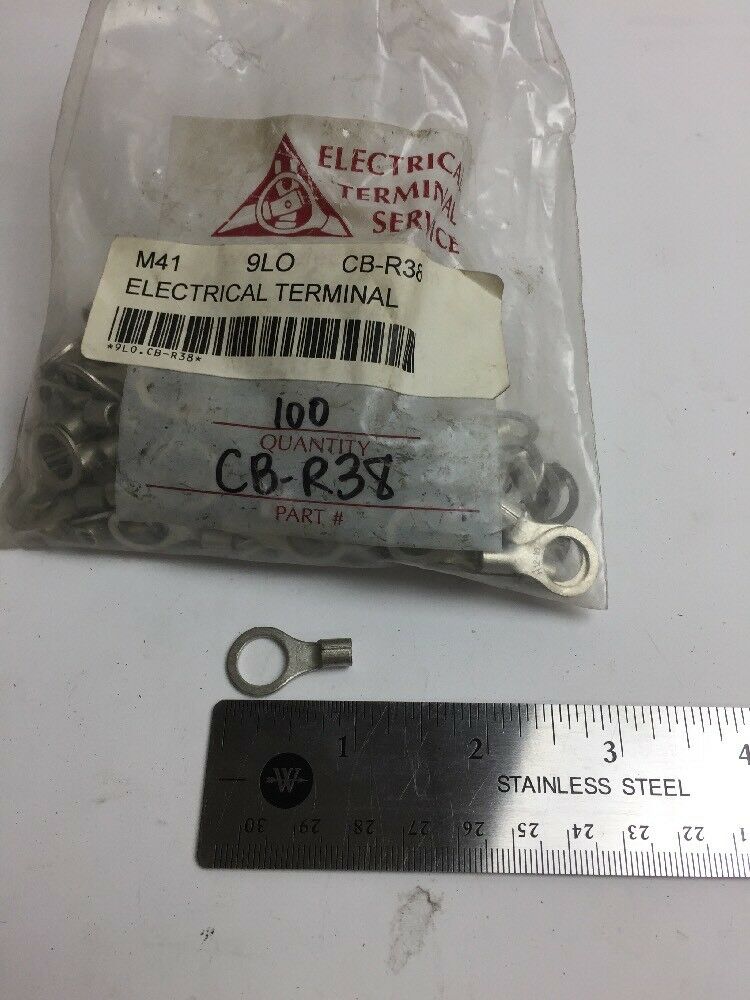 ELECTRICAL
TERMINAL
SERVICE
M41 9LO CB-R38
ELECTRICAL TERMINAL
*9LO.CB-R38*
100
QUANTITY
CB-R38
PART #
1 2 3 4
W
STAINLESS STEEL
30 29 28 27 26 25 24 23 22